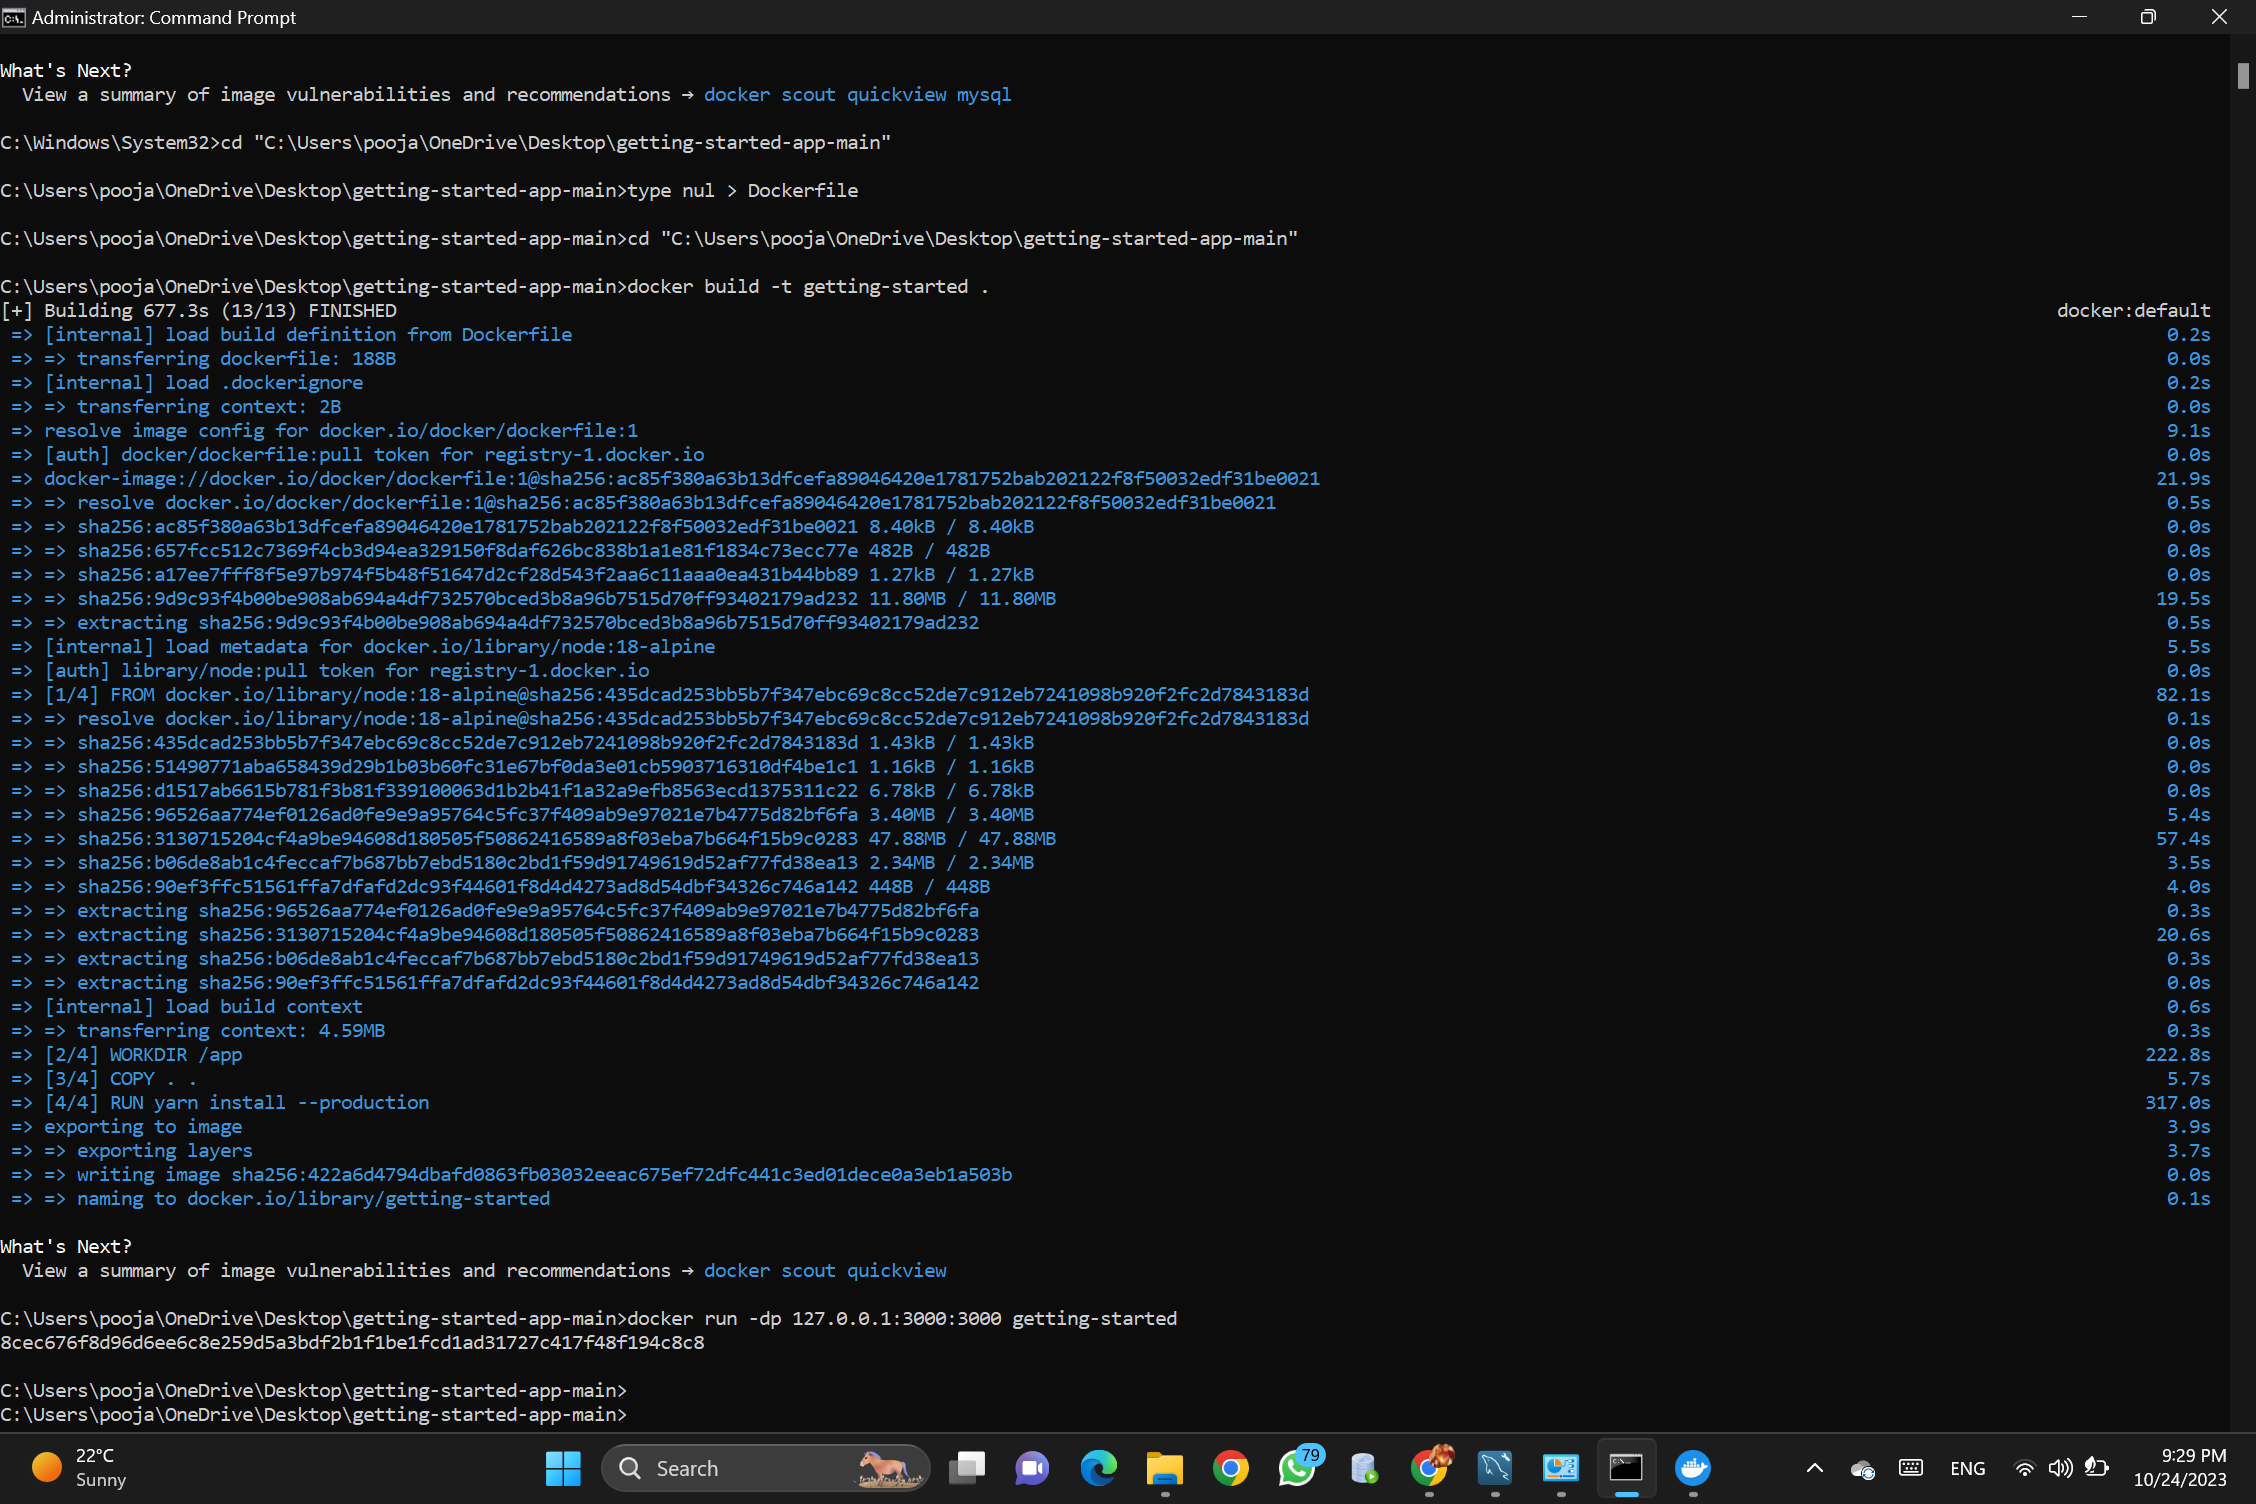 Administrator: Command Prompt
What's Next?
  View a summary of image vulnerabilities and recommendations → docker scout quickview mysql
C:\Windows\System32>cd "C:\Users\pooja\OneDrive\Desktop\getting-started-app-main"
C:\Users\pooja\OneDrive\Desktop\getting-started-app-main>type nul > Dockerfile
C:\Users\pooja\OneDrive\Desktop\getting-started-app-main>cd "C:\Users\pooja\OneDrive\Desktop\getting-started-app-main"
C:\Users\pooja\OneDrive\Desktop\getting-started-app-main>docker build -t getting-started .
[+] Building 677.3s (13/13) FINISHED docker:default
=> [internal] load build definition from Dockerfile 0.2s
=> => transferring dockerfile: 188B 0.0s
=> [internal] load .dockerignore 0.2s
=> => transferring context: 2B 0.0s
=> resolve image config for docker.io/docker/dockerfile:1 9.1s
=> [auth] docker/dockerfile:pull token for registry-1.docker.io 0.0s
=> docker-image://docker.io/docker/dockerfile:1@sha256:ac85f380a63b13dfcefa89046420e1781752bab202122f8f50032edf31be0021 21.9s
=> => resolve docker.io/docker/dockerfile:1@sha256:ac85f380a63b13dfcefa89046420e1781752bab202122f8f50032edf31be0021 0.5s
=> => sha256:ac85f380a63b13dfcefa89046420e1781752bab202122f8f50032edf31be0021 8.40kB / 8.40kB 0.0s
=> => sha256:657fcc512c7369f4cb3d94ea329150f8daf626bc838b1a1e81f1834c73ecc77e 482B / 482B 0.0s
=> => sha256:a17ee7fff8f5e97b974f5b48f51647d2cf28d543f2aa6c11aaa0ea431b44bb89 1.27kB / 1.27kB 0.0s
=> => sha256:9d9c93f4b00be908ab694a4df732570bced3b8a96b7515d70ff93402179ad232 11.80MB / 11.80MB 19.5s
=> => extracting sha256:9d9c93f4b00be908ab694a4df732570bced3b8a96b7515d70ff93402179ad232 0.5s
=> [internal] load metadata for docker.io/library/node:18-alpine 5.5s
=> [auth] library/node:pull token for registry-1.docker.io 0.0s
=> [1/4] FROM docker.io/library/node:18-alpine@sha256:435dcad253bb5b7f347ebc69c8cc52de7c912eb7241098b920f2fc2d7843183d 82.1s
=> => resolve docker.io/library/node:18-alpine@sha256:435dcad253bb5b7f347ebc69c8cc52de7c912eb7241098b920f2fc2d7843183d 0.1s
=> => sha256:435dcad253bb5b7f347ebc69c8cc52de7c912eb7241098b920f2fc2d7843183d 1.43kB / 1.43kB 0.0s
=> => sha256:51490771aba658439d29b1b03b60fc31e67bf0da3e01cb5903716310df4be1c1 1.16kB / 1.16kB 0.0s
=> => sha256:d1517ab6615b781f3b81f339100063d1b2b41f1a32a9efb8563ecd1375311c22 6.78kB / 6.78kB 0.0s
=> => sha256:96526aa774ef0126ad0fe9e9a95764c5fc37f409ab9e97021e7b4775d82bf6fa 3.40MB / 3.40MB 5.4s
=> => sha256:3130715204cf4a9be94608d180505f50862416589a8f03eba7b664f15b9c0283 47.88MB / 47.88MB 57.4s
=> => sha256:b06de8ab1c4feccaf7b687bb7ebd5180c2bd1f59d91749619d52af77fd38ea13 2.34MB / 2.34MB 3.5s
=> => sha256:90ef3ffc51561ffa7dfafd2dc93f44601f8d4d4273ad8d54dbf34326c746a142 448B / 448B 4.0s
=> => extracting sha256:96526aa774ef0126ad0fe9e9a95764c5fc37f409ab9e97021e7b4775d82bf6fa 0.3s
=> => extracting sha256:3130715204cf4a9be94608d180505f50862416589a8f03eba7b664f15b9c0283 20.6s
=> => extracting sha256:b06de8ab1c4feccaf7b687bb7ebd5180c2bd1f59d91749619d52af77fd38ea13 0.3s
=> => extracting sha256:90ef3ffc51561ffa7dfafd2dc93f44601f8d4d4273ad8d54dbf34326c746a142 0.0s
=> [internal] load build context 0.6s
=> => transferring context: 4.59MB 0.3s
=> [2/4] WORKDIR /app 222.8s
=> [3/4] COPY . . 5.7s
=> [4/4] RUN yarn install --production 317.0s
=> exporting to image 3.9s
=> => exporting layers 3.7s
=> => writing image sha256:422a6d4794dbafd0863fb03032eeac675ef72dfc441c3ed01dece0a3eb1a503b 0.0s
=> => naming to docker.io/library/getting-started 0.1s
What's Next?
  View a summary of image vulnerabilities and recommendations → docker scout quickview
C:\Users\pooja\OneDrive\Desktop\getting-started-app-main>docker run -dp 127.0.0.1:3000:3000 getting-started
8cec676f8d96d6ee6c8e259d5a3bdf2b1f1be1fcd1ad31727c417f48f194c8c8
C:\Users\pooja\OneDrive\Desktop\getting-started-app-main>
C:\Users\pooja\OneDrive\Desktop\getting-started-app-main>
22°C
Sunny
Search
79
ENG
9:29 PM
10/24/2023